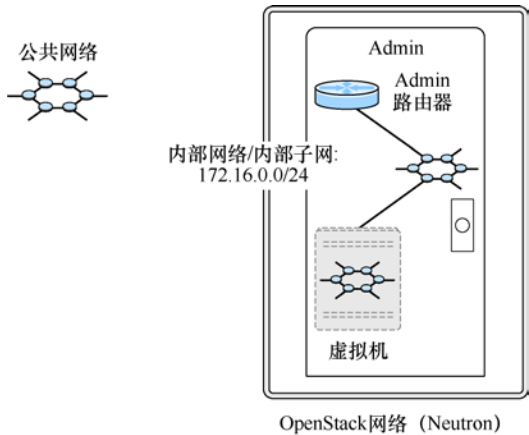 公共网络
Admin
Admin
路由器
内部网络/内部子网:
172.16.0.0/24
虚拟机
OpenStack网络（Neutron）